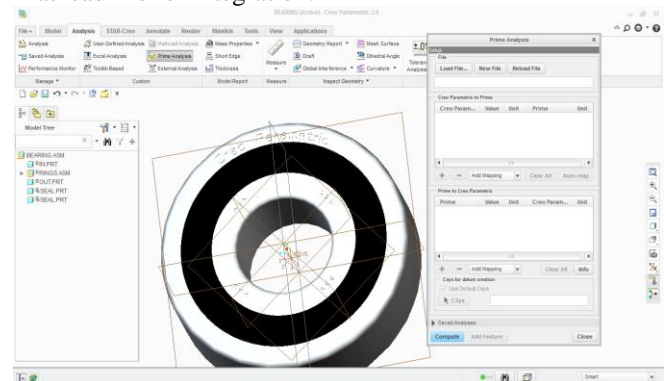 BEARING (Active) - Creo Parametric 3.0
File Model Analysis STAR-Creo Annotate Render Manikin Tools View Applications
Analysis User-Defined Analysis Mathcad Analysis Mass Properties Geometry Report Mesh Surface
Saved Analysis Excel Analysis Prime Analysis Short Edge Measure Draft Dihedral Angle
Performance Monitor Toolkit-Based External Analysis Thickness Global Interference Curvature
Manage Custom Model Report Measure Inspect Geometry
Model Tree
BEARING.ASM
IN.PRT
RINGS.ASM
OUT.PRT
SEAL.PRT
SEAL.PRT
Creo Parametric
Prime Analysis
Setup
File
Load File... New File Reload File
Creo Parametric to Prime
Creo Param... Value Unit Prime Unit
Add Mapping Clear All Auto-map
Prime to Creo Parametric
Prime Value Unit Creo Param... Unit
Add Mapping Clear All Info
Csys for datum creation
Use Default Csys
Csys
Saved Analyses
Compute Add Feature Close
Smart